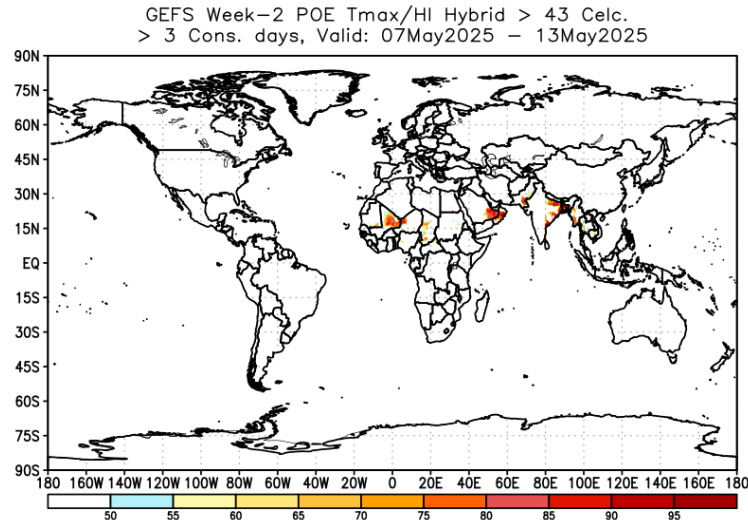 GEFS Week-2 POE Tmax/HI Hybrid > 43 Celc.
> 3 Cons. days, Valid: 07May2025 - 13May2025
90N
75N
60N
45N
30N
15N
EQ
15S
30S
45S
60S
75S
90S
180 160W 140W 120W 100W 80W 60W 40W 20W 0 20E 40E 60E 80E 100E 120E 140E 160E 180
50 55 60 65 70 75 80 85 90 95